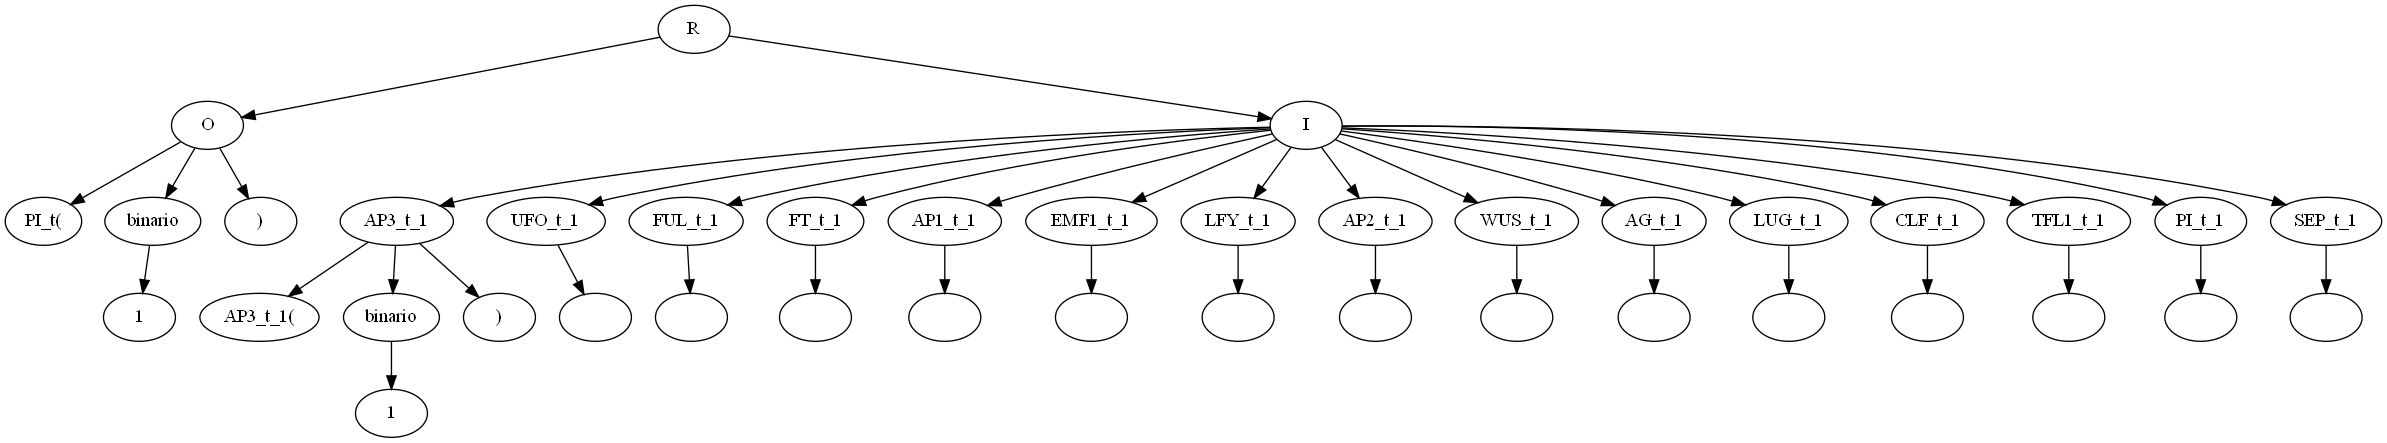 R
O
I
PI_t(
binario
)
AP3_t_1
UFO_t_1
FUL_t_1
FT_t_1
AP1_t_1
EMF1_t_1
LFY_t_1
AP2_t_1
WUS_t_1
AG_t_1
LUG_t_1
CLF_t_1
TFL1_t_1
PI_t_1
SEP_t_1
1
AP3_t_1(
binario
)
1